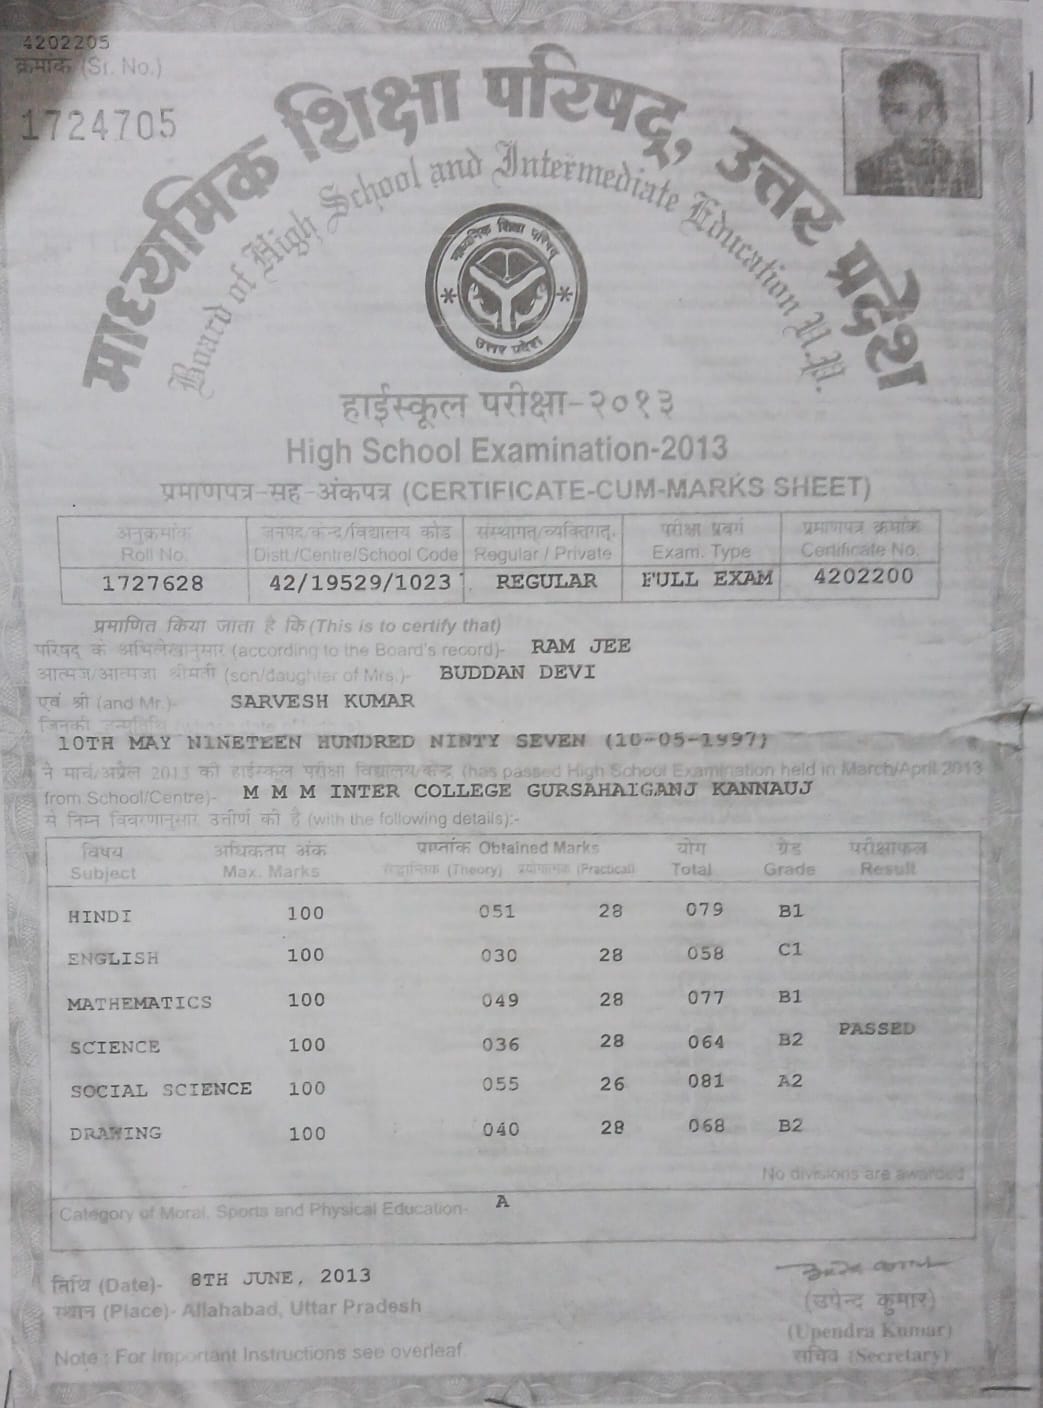 4202205
क्रमांक (Sr. No.)
1724705
माध्यमिक शिक्षा परिषद्, उत्तर प्रदेश
Board of High School and Intermediate Education U.P.
माध्यमिक शिक्षा परिषद्
उत्तर प्रदेश
हाईस्कूल परीक्षा-२०१३
High School Examination-2013
प्रमाणपत्र-सह-अंकपत्र (CERTIFICATE-CUM-MARKS SHEET)
अनुक्रमांक जनपद/केन्द्र/विद्यालय कोड संस्थागत/व्यक्तिगत. परीक्षा प्रवर्ग प्रमाणपत्र क्रमांक
Roll No. Distt./Centre/School Code Regular / Private Exam. Type Certificate No.
1727628 42/19529/1023 REGULAR FULL EXAM 4202200
प्रमाणित किया जाता है कि (This is to certify that)
परिषद के अभिलेखानुसार (according to the Board's record)- RAM JEE
आत्मज/आत्मजा श्रीमती (son/daughter of Mrs.)- BUDDAN DEVI
एवं श्री (and Mr.)- SARVESH KUMAR
जिनकी जन्मतिथि
10TH MAY NINETEEN HUNDRED NINTY SEVEN (10-05-1997)
ने मार्च/अप्रैल 2013 की हाईस्कूल परीक्षा विद्यालय/केन्द्र (has passed High School Examination held in March/April 2013
from School/Centre)- M M M INTER COLLEGE GURSAHAIGANJ KANNAUJ
से निम्न विवरणानुसार उत्तीर्ण की है (with the following details):-
विषय अधिकतम अंक प्राप्तांक Obtained Marks योग ग्रेड परीक्षाफल
Subject Max. Marks सैद्धान्तिक (Theory) प्रयोगात्मक (Practical) Total Grade Result
HINDI 100 051 28 079 B1
ENGLISH 100 030 28 058 C1
MATHEMATICS 100 049 28 077 B1
PASSED
SCIENCE 100 036 28 064 B2
SOCIAL SCIENCE 100 055 26 081 A2
DRAWING 100 040 28 068 B2
No divisions are awarded
Category of Moral, Sports and Physical Education- A
तिथि (Date)- 8TH JUNE, 2013
स्थान (Place)- Allahabad, Uttar Pradesh
(उपेन्द्र कुमार)
(Upendra Kumar)
सचिव (Secretary)
Note : For Important Instructions see overleaf.